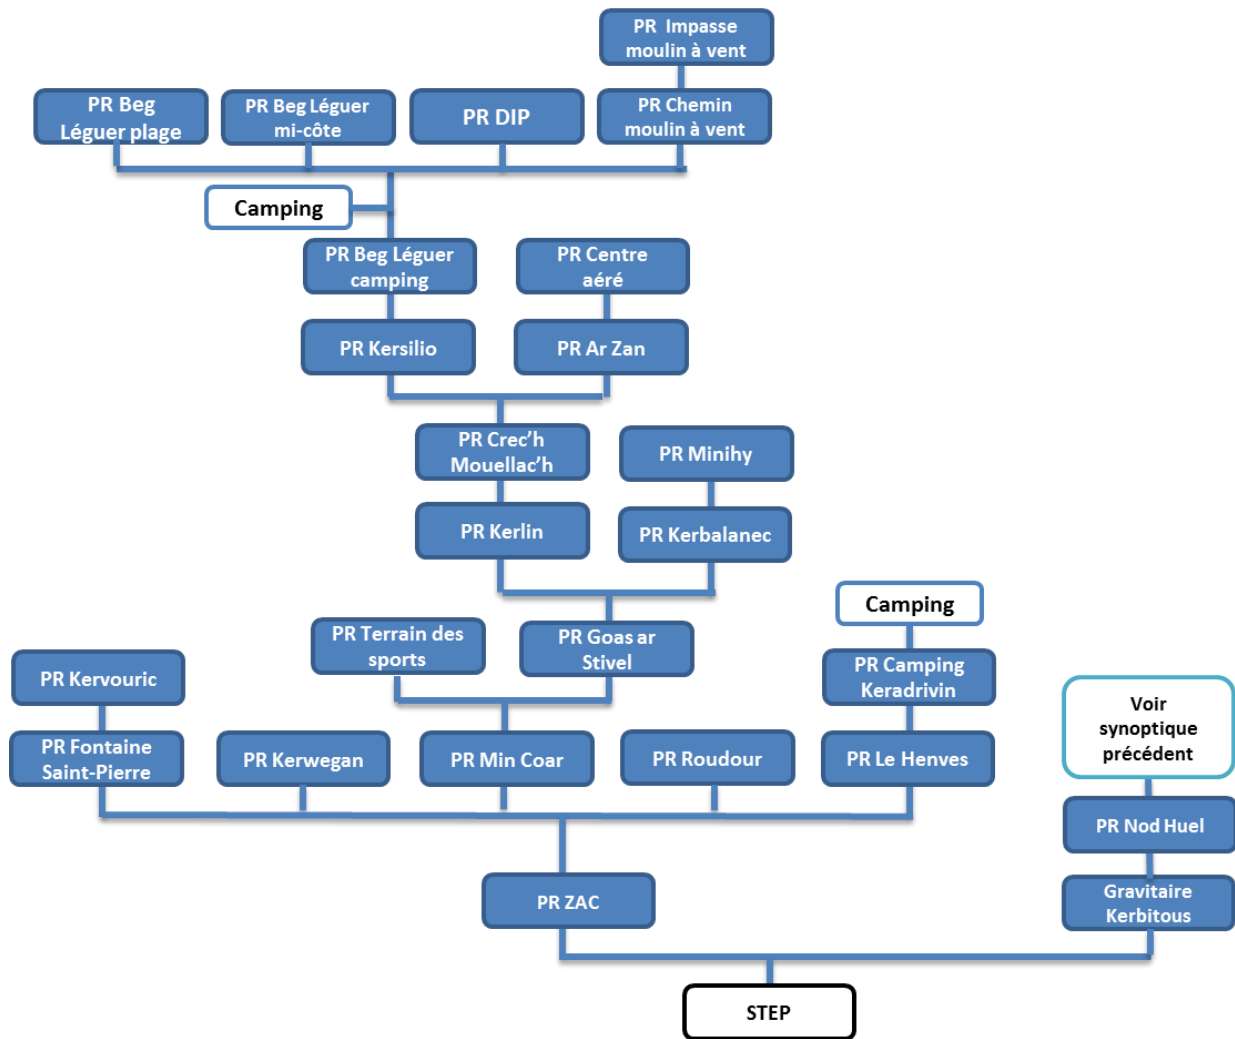 PR Impasse
moulin à vent
PR Beg
Léguer plage
PR Beg Léguer
mi-côte
PR DIP
PR Chemin
moulin à vent
Camping
PR Beg Léguer
camping
PR Centre
aéré
PR Kersilio
PR Ar Zan
PR Crec’h
Mouellac’h
PR Minihy
PR Kerlin
PR Kerbalanec
Camping
PR Terrain des
sports
PR Goas ar
Stivel
PR Kervouric
PR Camping
Keradrivin
Voir
synoptique
précédent
PR Fontaine
Saint-Pierre
PR Kerwegan
PR Min Coar
PR Roudour
PR Le Henves
PR Nod Huel
PR ZAC
Gravitaire
Kerbitous
STEP